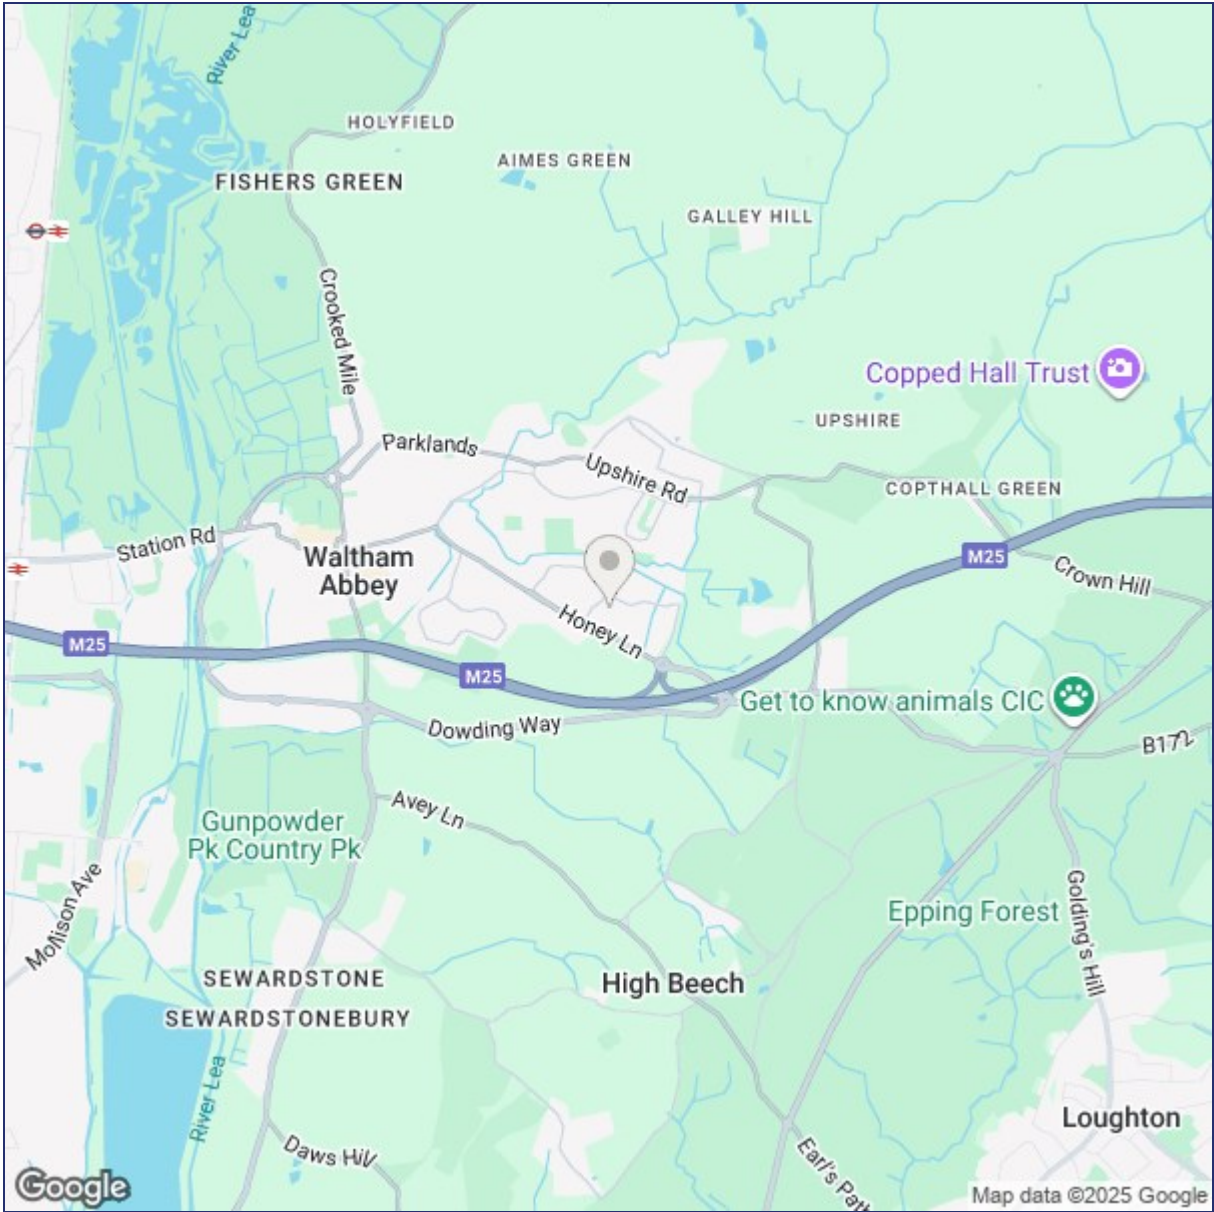 River Lea
HOLYFIELD
AIMES GREEN
FISHERS GREEN
GALLEY HILL
Crooked Mile
Copped Hall Trust
UPSHIRE
Parklands
Upshire Rd
COPTHALL GREEN
Station Rd
Waltham
Abbey
M25
Crown Hill
Honey Ln
M25
M25
Get to know animals CIC
Dowding Way
B172
Avey Ln
Gunpowder
Pk Country Pk
Mollison Ave
Golding's Hill
Epping Forest
SEWARDSTONE
High Beech
SEWARDSTONEBURY
River Lea
Loughton
Daws Hill
Earl's Path
Google
Map data ©2025 Google